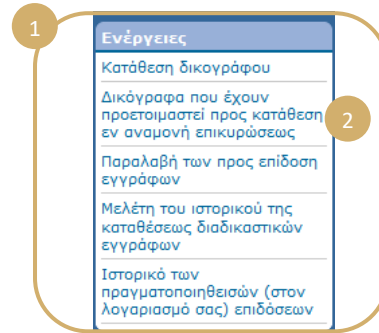 1
Ενέργειες
Κατάθεση δικογράφου
Δικόγραφα που έχουν
προετοιμαστεί προς κατάθεση
εν αναμονή επικυρώσεως
2
Παραλαβή των προς επίδοση
εγγράφων
Μελέτη του ιστορικού της
καταθέσεως διαδικαστικών
εγγράφων
Ιστορικό των
πραγματοποιηθεισών (στον
λογαριασμό σας) επιδόσεων